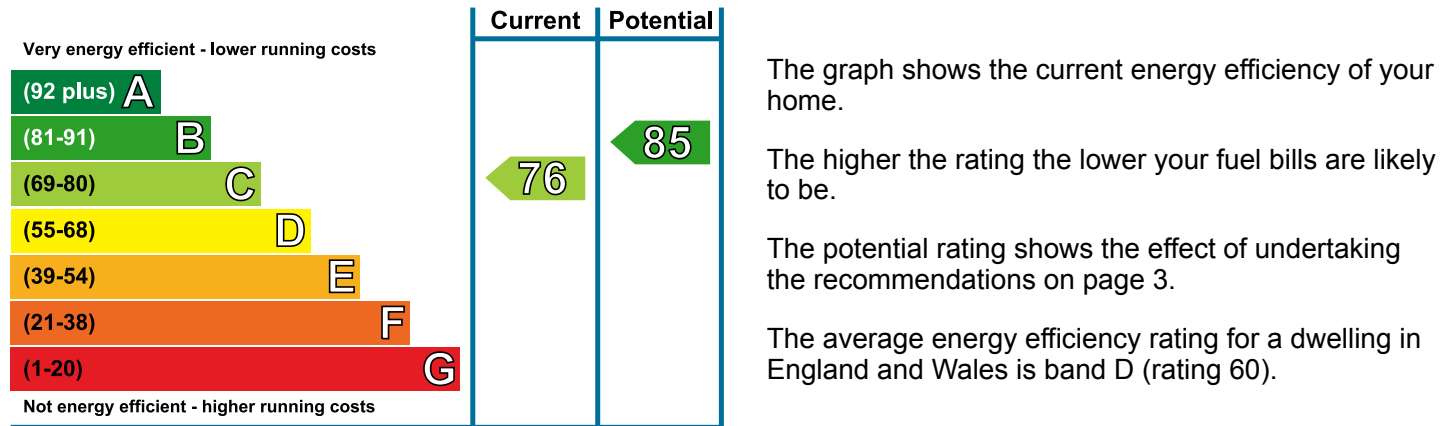 Current Potential
Very energy efficient - lower running costs
(92 plus) A
(81-91) B
(69-80) C
(55-68) D
(39-54) E
(21-38) F
(1-20) G
Not energy efficient - higher running costs
76
85
The graph shows the current energy efficiency of your
home.
The higher the rating the lower your fuel bills are likely
to be.
The potential rating shows the effect of undertaking
the recommendations on page 3.
The average energy efficiency rating for a dwelling in
England and Wales is band D (rating 60).